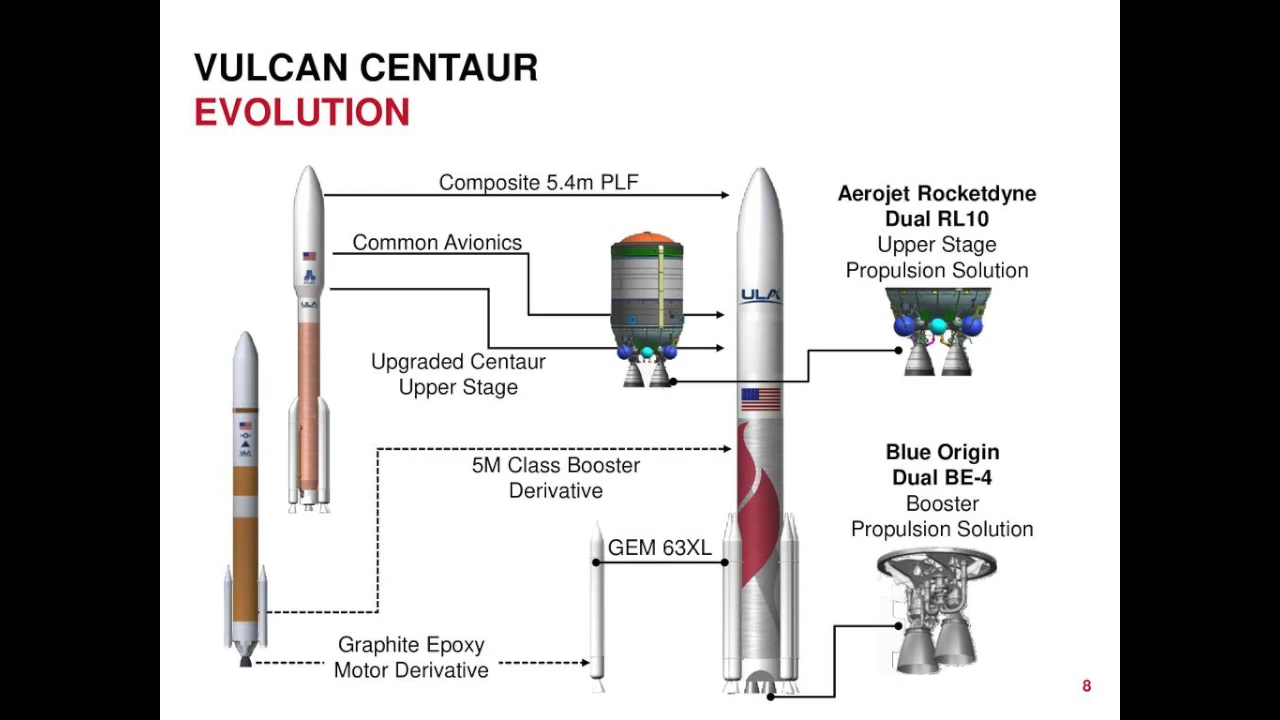 VULCAN CENTAUR
EVOLUTION
Composite 5.4m PLF
Common Avionics
Upgraded Centaur
Upper Stage
5M Class Booster
Derivative
GEM 63XL
Graphite Epoxy
Motor Derivative
ULA
ULA
Aerojet Rocketdyne
Dual RL10
Upper Stage
Propulsion Solution
Blue Origin
Dual BE-4
Booster
Propulsion Solution
8